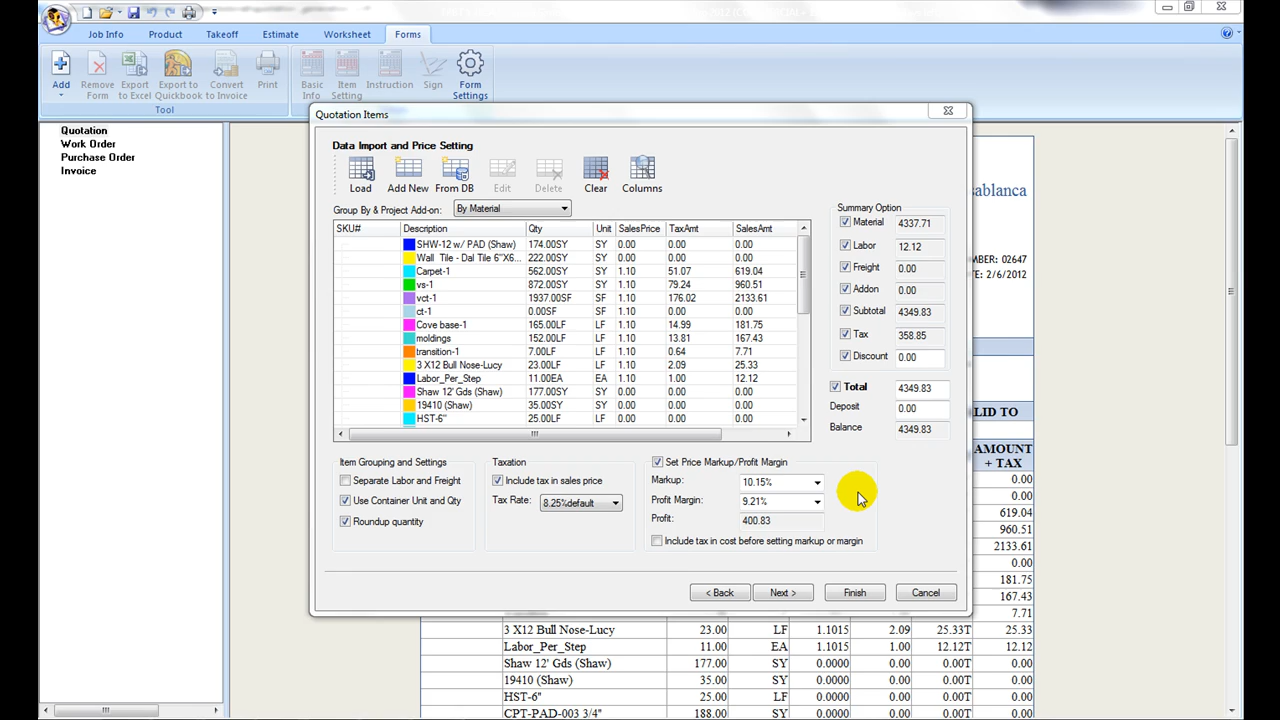 Job Info Product Takeoff Estimate Worksheet Forms
Add Remove Form Export to Excel Export to Quickbook Convert to Invoice Print Basic Info Item Setting Instruction Sign Form Settings
Tool
Quotation
Work Order
Purchase Order
Invoice
Quotation Items
Data Import and Price Setting
Load Add New From DB Edit Delete Clear Columns
Group By & Project Add-on: By Material
SKU# Description Qty Unit SalesPrice TaxAmt SalesAmt
SHW-12 w/ PAD (Shaw) 174.00SY SY 0.00 0.00 0.00
Wall Tile - Dal Tile 6"X6... 222.00SY SY 0.00 0.00 0.00
Carpet-1 562.00SY SY 1.10 51.07 619.04
vs-1 872.00SY SY 1.10 79.24 960.51
vct-1 1937.00SF SF 1.10 176.02 2133.61
ct-1 0.00SF SF 1.10 0.00 0.00
Cove base-1 165.00LF LF 1.10 14.99 181.75
moldings 152.00LF LF 1.10 13.81 167.43
transition-1 7.00LF LF 1.10 0.64 7.71
3 X12 Bull Nose-Lucy 23.00LF LF 1.10 2.09 25.33
Labor_Per_Step 11.00EA EA 1.10 1.00 12.12
Shaw 12' Gds (Shaw) 177.00SY SY 0.00 0.00 0.00
19410 (Shaw) 35.00SY SY 0.00 0.00 0.00
HST-6" 25.00LF LF 0.00 0.00 0.00
Summary Option
Material 4337.71
Labor 12.12
Freight 0.00
Addon 0.00
Subtotal 4349.83
Tax 358.85
Discount 0.00
Total 4349.83
Deposit 0.00
Balance 4349.83
Item Grouping and Settings
Separate Labor and Freight
Use Container Unit and Qty
Roundup quantity
Taxation
Include tax in sales price
Tax Rate: 8.25%default
Set Price Markup/Profit Margin
Markup: 10.15%
Profit Margin: 9.21%
Profit: 400.83
Include tax in cost before setting markup or margin
< Back Next > Finish Cancel
ablanca
MBER: 02647
TE: 2/6/2012
LID TO
AMOUNT
+ TAX
0.00
0.00
619.04
960.51
2133.61
0.00
181.75
167.43
7.71
3 X12 Bull Nose-Lucy 23.00 LF 1.1015 2.09 25.33T 25.33
Labor_Per_Step 11.00 EA 1.1015 1.00 12.12T 12.12
Shaw 12' Gds (Shaw) 177.00 SY 0.0000 0.00 0.00T 0.00
19410 (Shaw) 35.00 SY 0.0000 0.00 0.00T 0.00
HST-6" 25.00 LF 0.0000 0.00 0.00T 0.00
CPT-PAD-003 3/4" 188.00 SY 0.0000 0.00 0.00T 0.00